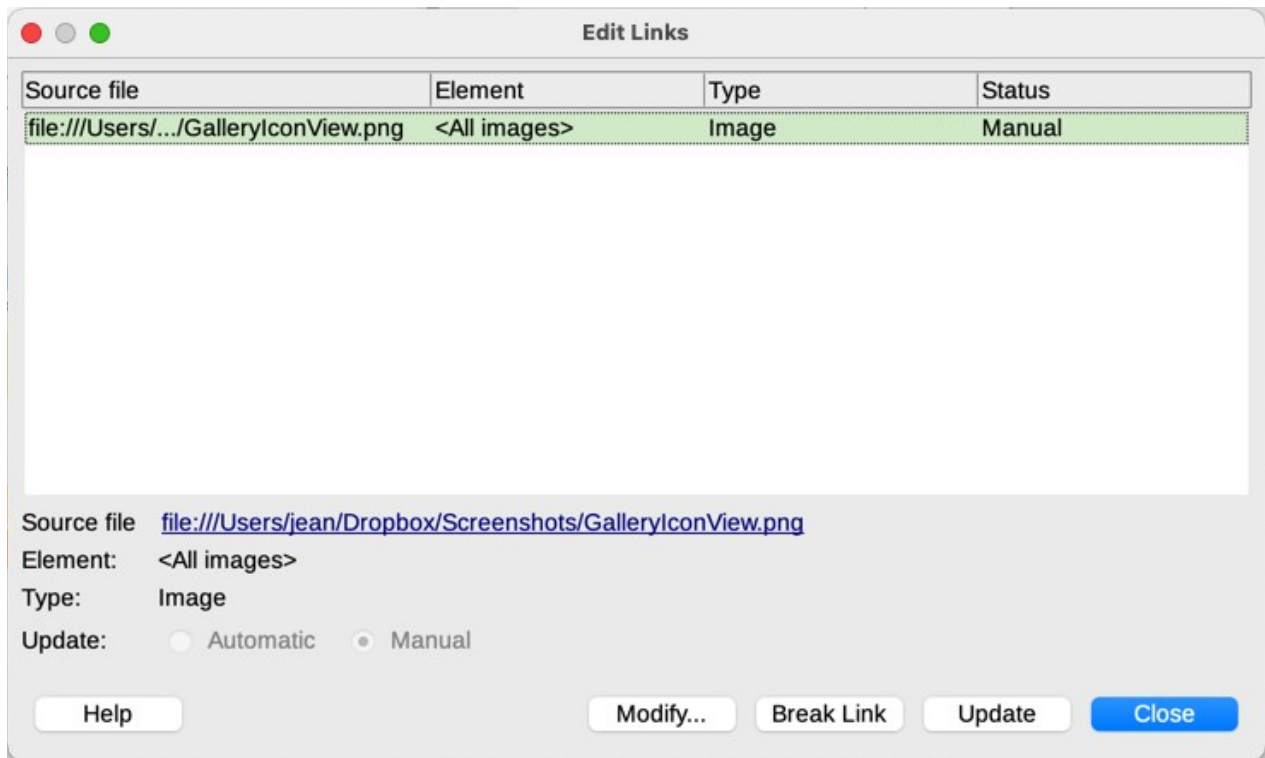 Edit Links
Source file Element Type Status
file:///Users/.../GalleryIconView.png <All images> Image Manual
Source file file:///Users/jean/Dropbox/Screenshots/GalleryIconView.png
Element: <All images>
Type: Image
Update: Automatic Manual
Help Modify... Break Link Update Close